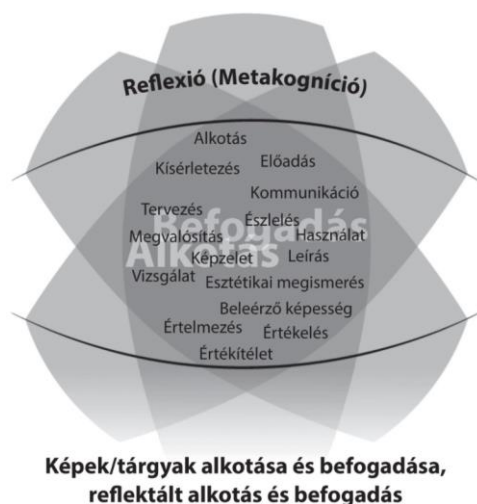 Reflexió (Metakogníció)
Alkotás
Kísérletezés Előadás
Kommunikáció
Tervezés
Észlelés
Befogadás
Megvalósítás Használat
Alkotás
Képzelet Leírás
Vizsgálat Esztétikai megismerés
Beleérző képesség
Értelmezés Értékelés
Értékítélet
Képek/tárgyak alkotása és befogadása,
reflektált alkotás és befogadás